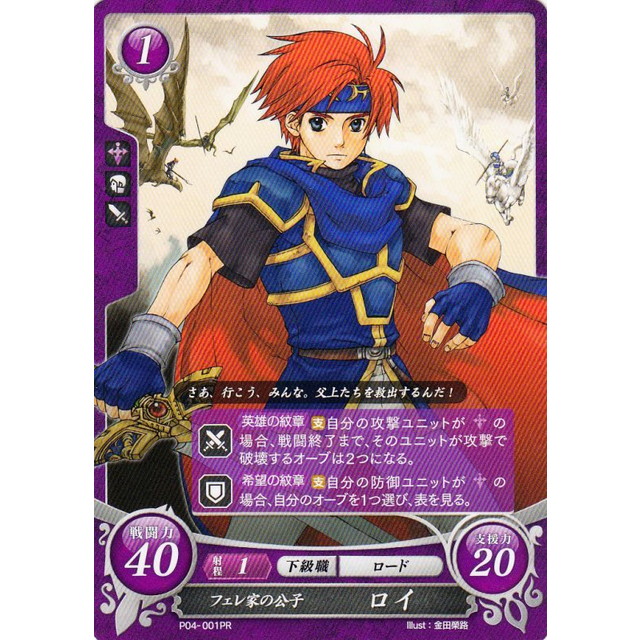 1
さあ、行こう、みんな。父上たちを救出するんだ！
英雄の紋章 支 自分の攻撃ユニットが の
場合、戦闘終了まで、そのユニットが攻撃で
破壊するオーブは２つになる。
希望の紋章 支 自分の防御ユニットが の
場合、自分のオーブを１つ選び、表を見る。
戦闘力
40
射程 1
下級職
ロード
支援力
20
フェレ家の公子 ロイ
P04-001PR
Illust：金田榮路